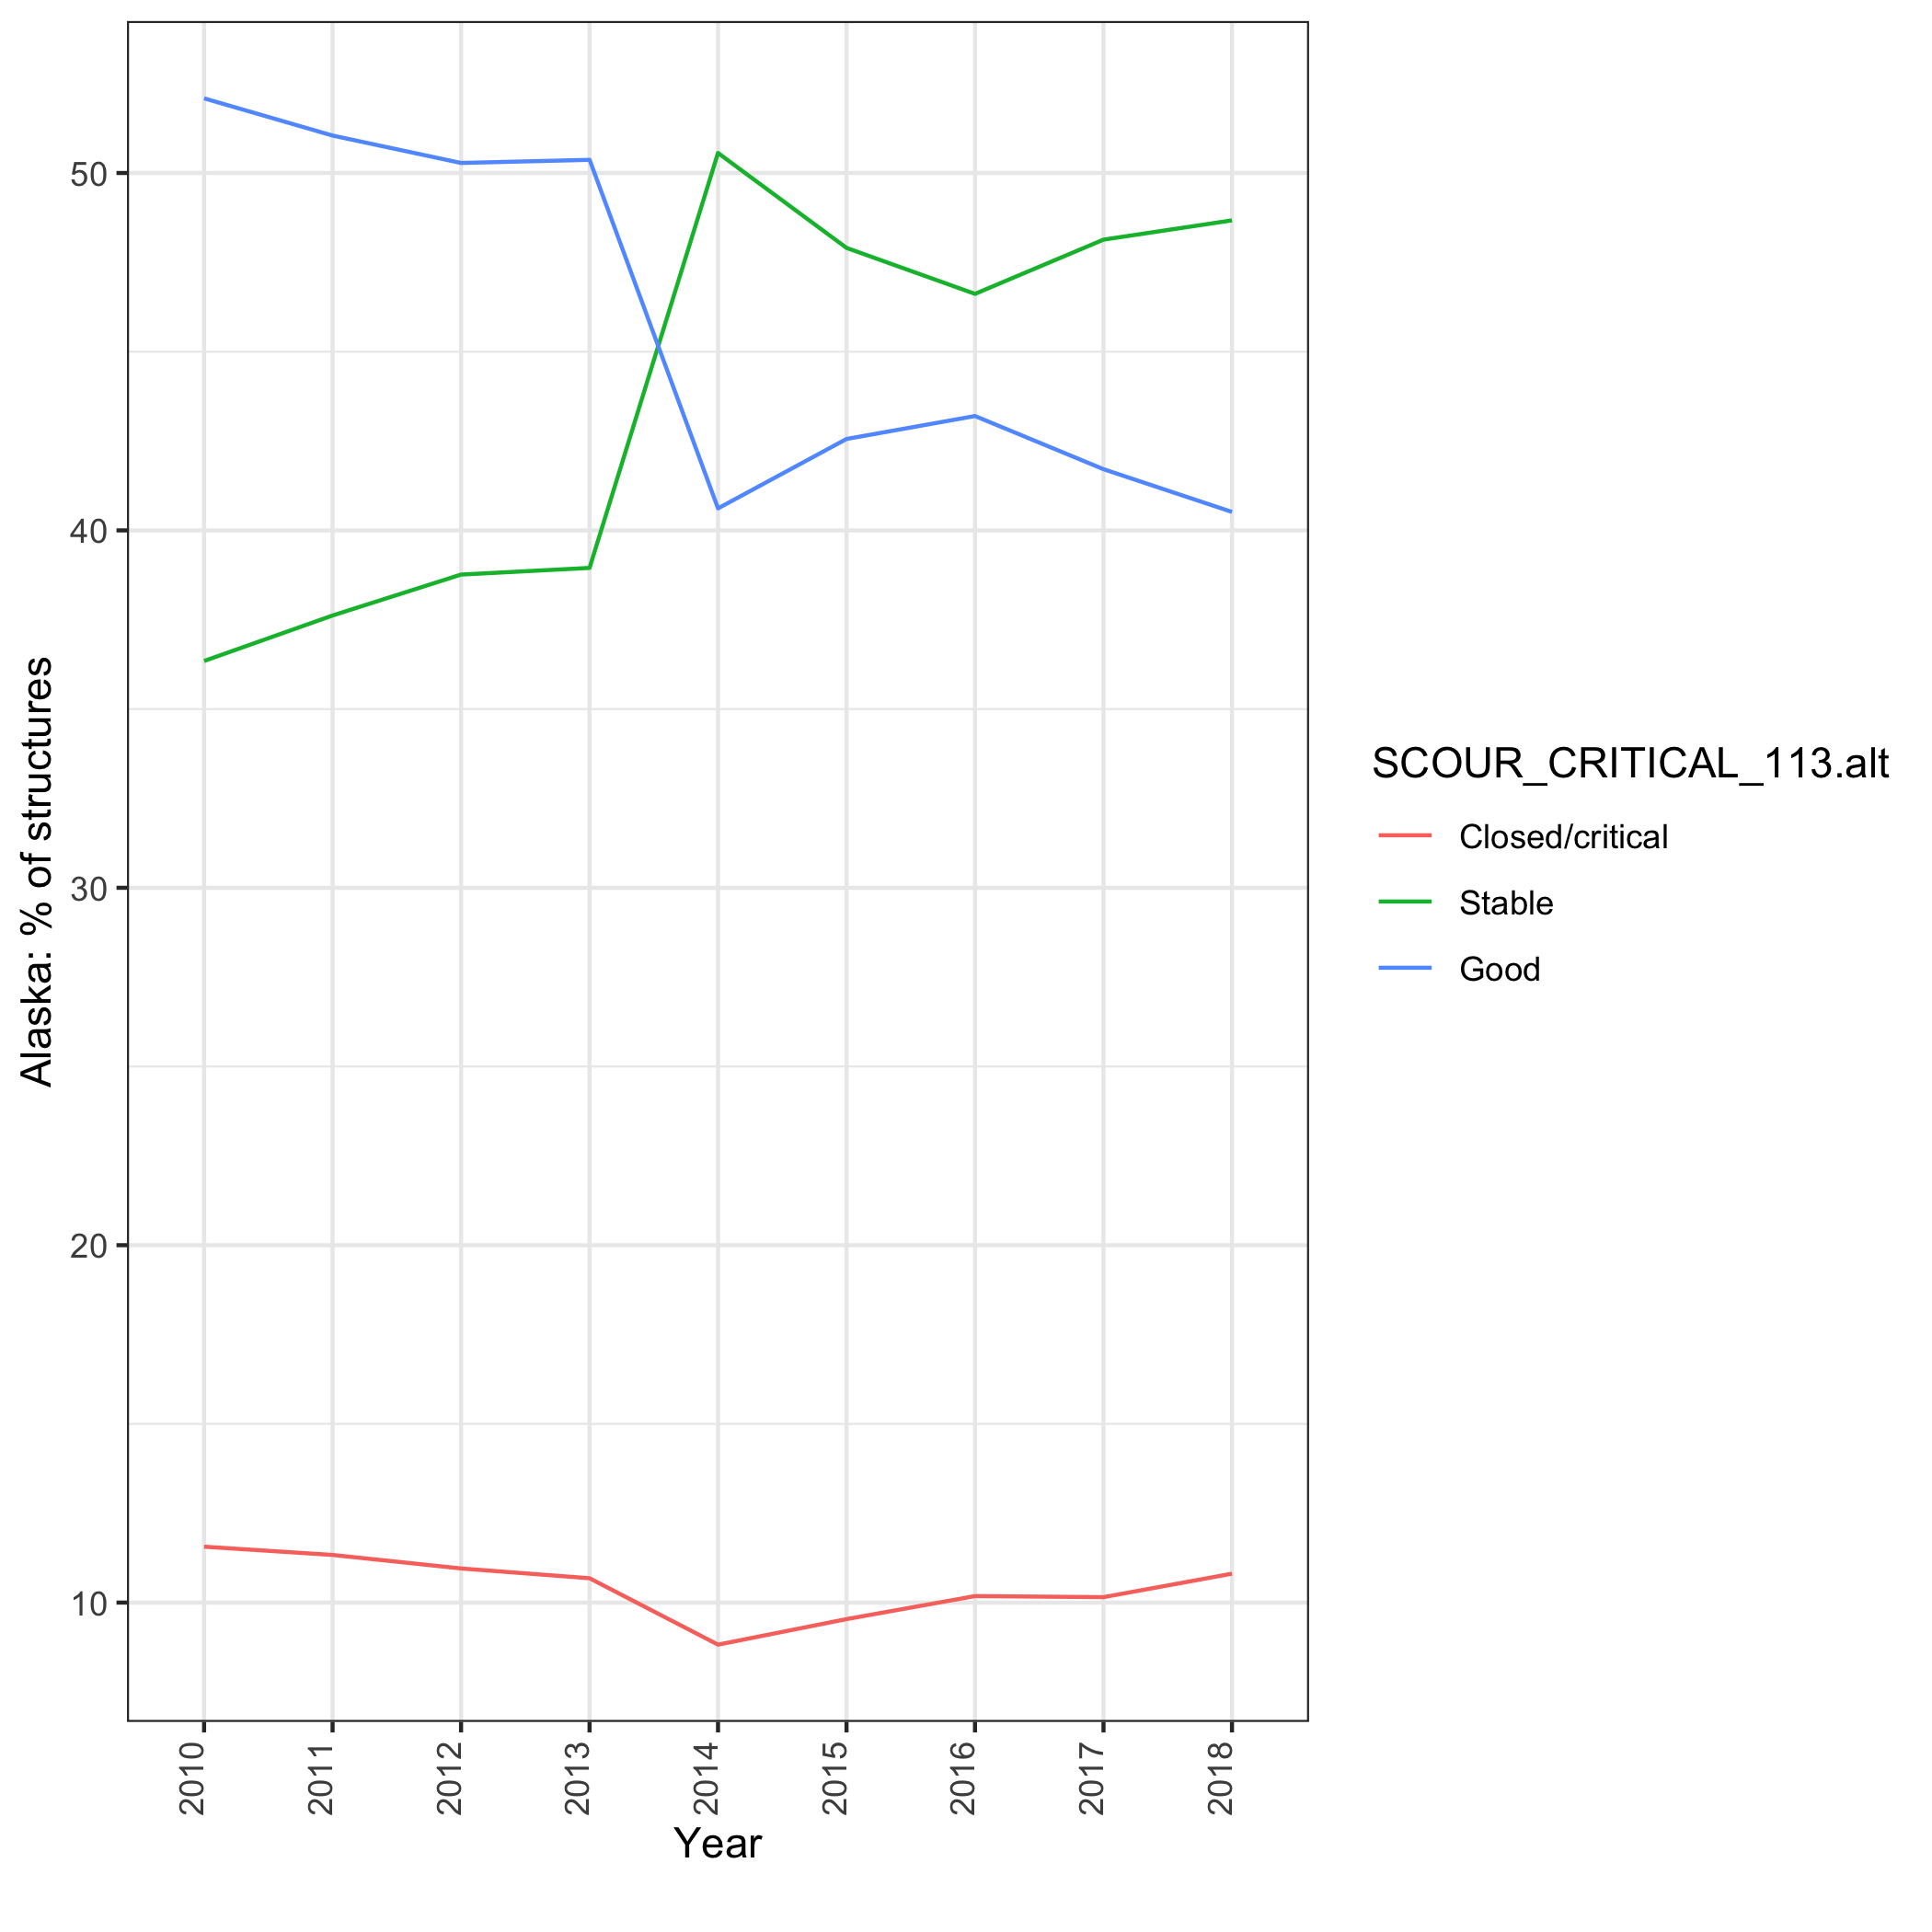 Alaska: % of structures
50
40
30
20
10
2010
2011
2012
2013
2014
2015
2016
2017
2018
Year
SCOUR_CRITICAL_113.alt
Closed/critical
Stable
Good